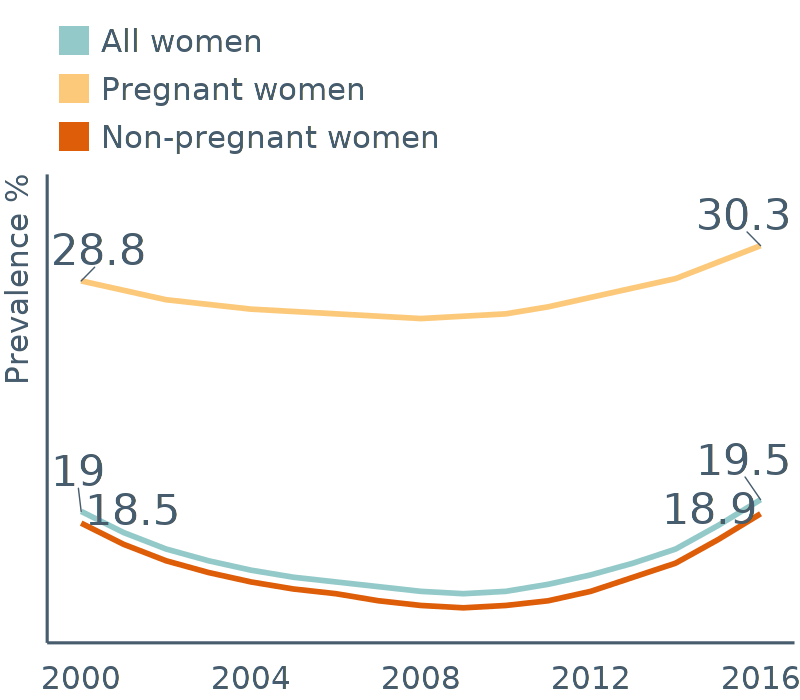 All women
Pregnant women
Non-pregnant women
Prevalence %
28.8
30.3
19
18.5
19.5
18.9
2000 2004 2008 2012 2016